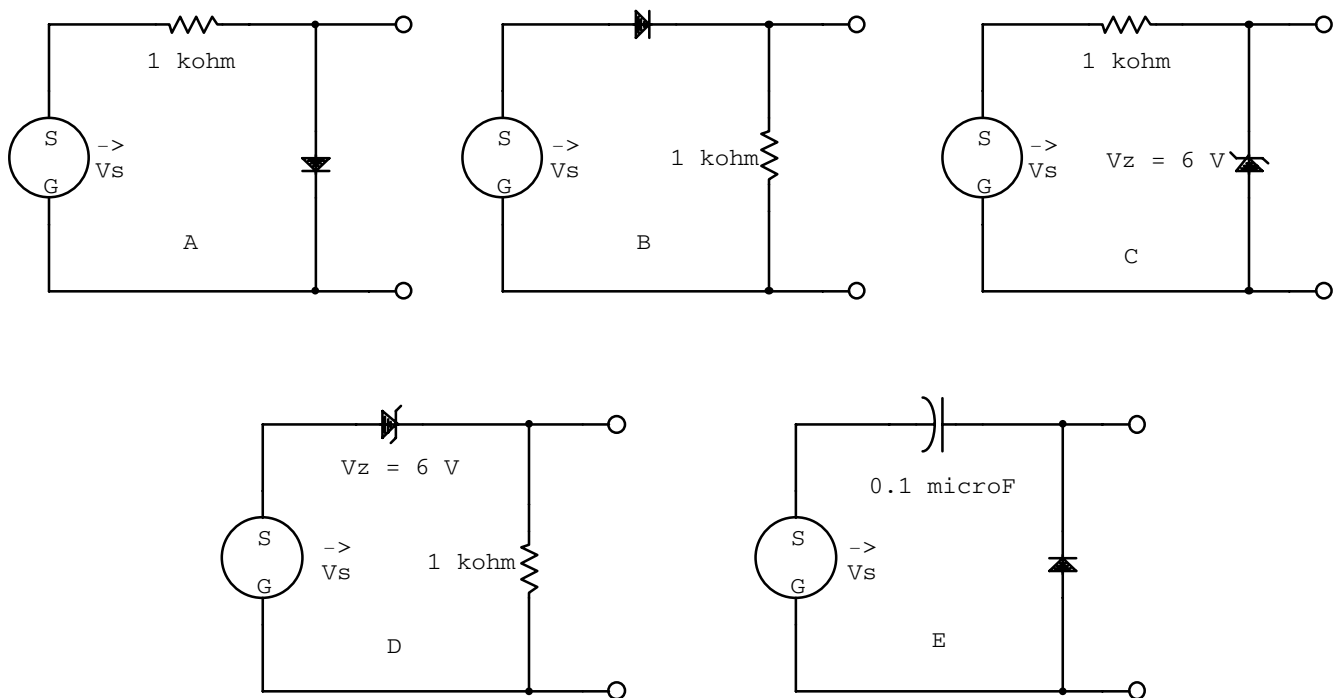 1 kohm
S
->
Vs
G
A
1 kohm
S
->
Vs
G
B
1 kohm
S
->
Vs
G
Vz = 6 V
C
Vz = 6 V
S
->
Vs
G
1 kohm
D
0.1 microF
S
->
Vs
G
E